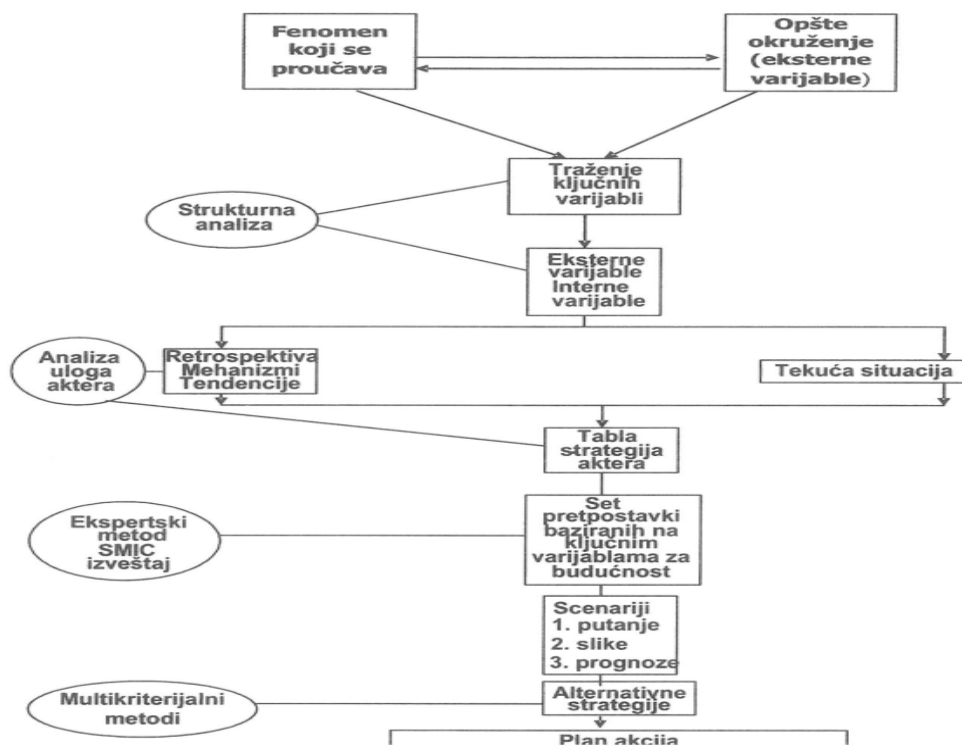 Fenomen
koji se
proučava
Opšte
okruženje
(eksterne
varijable)
Traženje
ključnih
varijabli
Strukturna
analiza
Eksterne
varijable
Interne
varijable
Analiza
uloga
aktera
Retrospektiva
Mehanizmi
Tendencije
Tekuća situacija
Tabla
strategija
aktera
Ekspertski
metod
SMIC
izveštaj
Set
pretpostavki
baziranih na
ključnim
varijablama za
budućnost
Scenariji
1. putanje
2. slike
3. prognoze
Multikriterijalni
metodi
Alternativne
strategije
Plan akcija